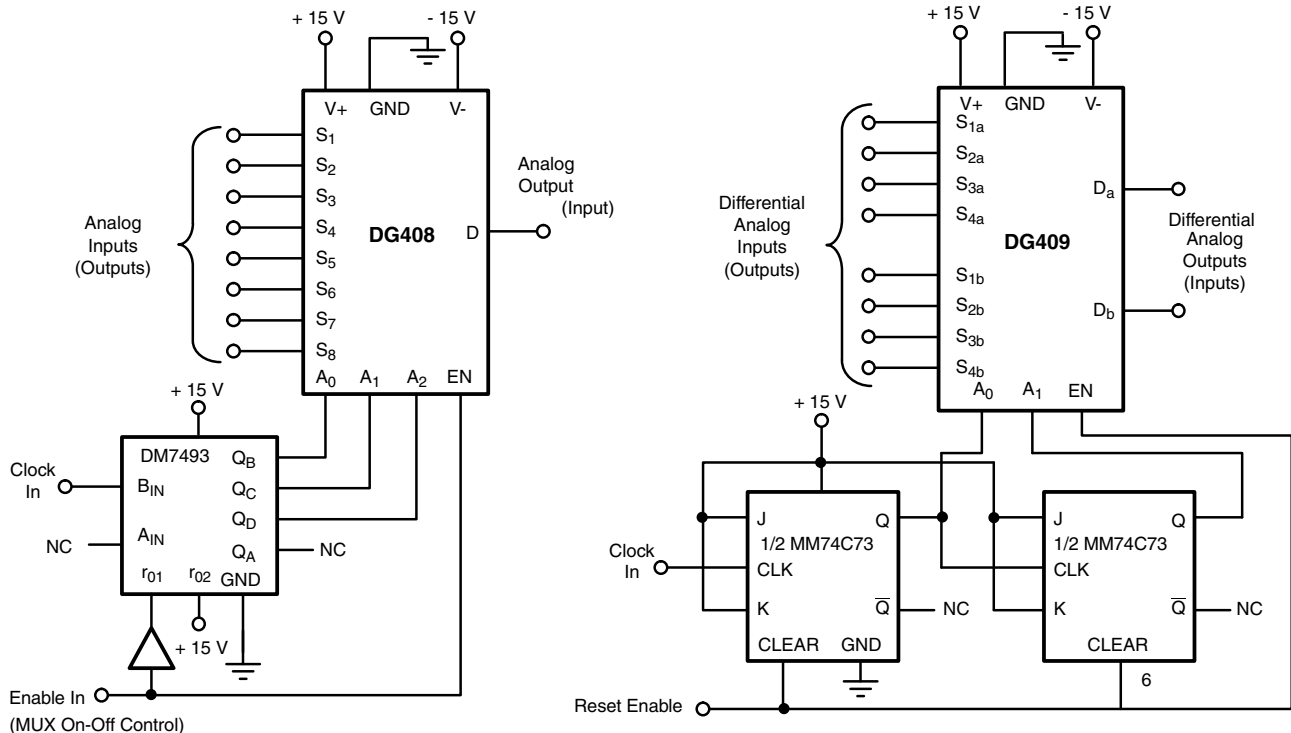 + 15 V
- 15 V
V+
GND
V-
S1
S2
S3
S4
S5
S6
S7
S8
Analog
Inputs
(Outputs)
DG408
D
Analog
Output
(Input)
A0
A1
A2
EN
+ 15 V
DM7493
Clock
In
BIN
AIN
NC
QB
QC
QD
QA
NC
r01
r02
GND
+ 15 V
Enable In
(MUX On-Off Control)
+ 15 V
- 15 V
V+
GND
V-
S1a
S2a
S3a
S4a
S1b
S2b
S3b
S4b
Differential
Analog
Inputs
(Outputs)
DG409
Da
Db
Differential
Analog
Outputs
(Inputs)
A0
A1
EN
+ 15 V
J
Q
1/2 MM74C73
CLK
K
Q̅
NC
CLEAR
GND
Clock
In
J
Q
1/2 MM74C73
CLK
K
Q̅
NC
CLEAR
6
Reset Enable